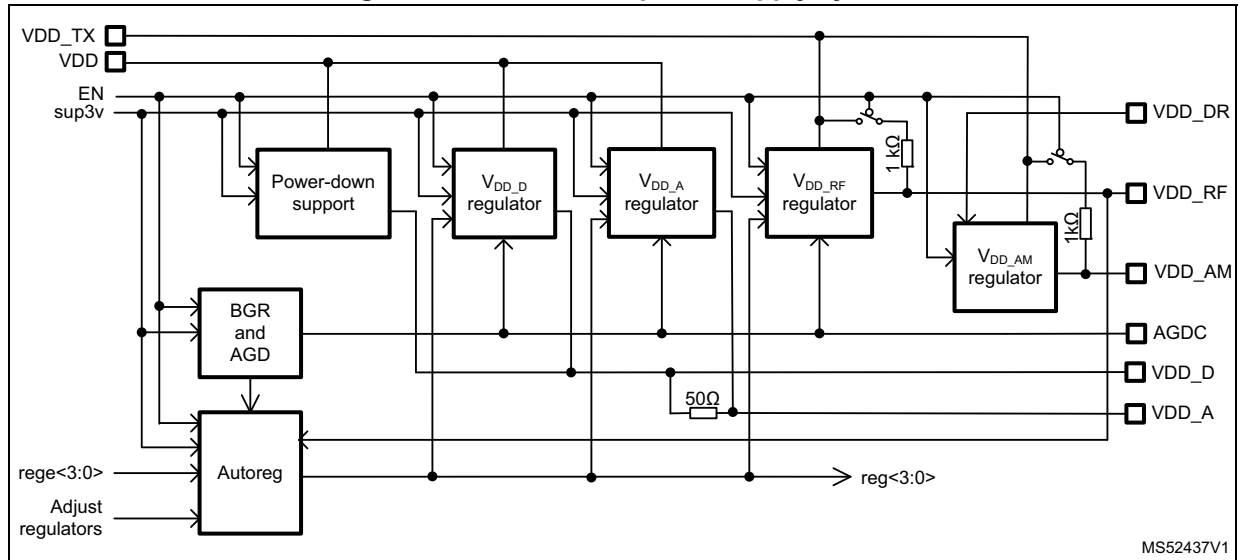 VDD_TX
VDD
EN
sup3v
VDD_DR
1 kΩ
Power-down
support
VDD_D
regulator
VDD_A
regulator
VDD_RF
regulator
VDD_RF
1kΩ
VDD_AM
regulator
VDD_AM
BGR
and
AGD
AGDC
VDD_D
50Ω
VDD_A
Autoreg
rege<3:0>
reg<3:0>
Adjust
regulators
MS52437V1